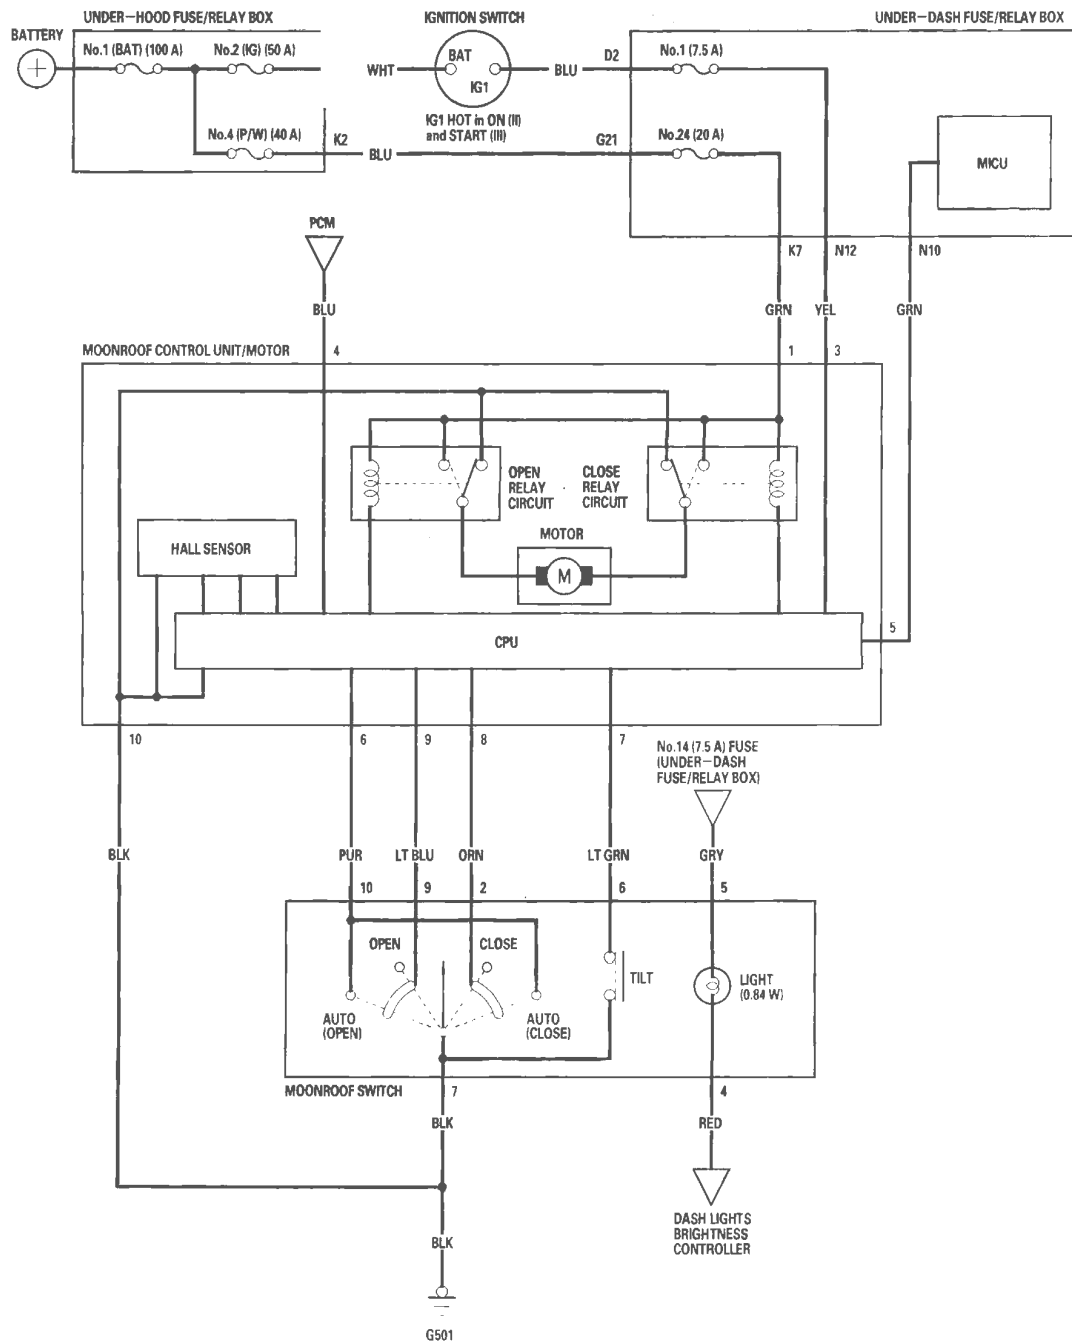 UNDER-HOOD FUSE/RELAY BOX
IGNITION SWITCH
UNDER-DASH FUSE/RELAY BOX
BATTERY
No.1 (BAT) (100 A)
No.2 (IG) (50 A)
WHT
BAT
IG1
BLU
D2
No.1 (7.5 A)
IG1 HOT in ON (II)
and START (III)
No.4 (P/W) (40 A)
K2
BLU
G21
No.24 (20 A)
MICU
PCM
K7
N12
N10
BLU
GRN
YEL
GRN
MOONROOF CONTROL UNIT/MOTOR
4
1
3
OPEN
RELAY
CIRCUIT
CLOSE
RELAY
CIRCUIT
HALL SENSOR
MOTOR
M
CPU
5
10
6
9
8
7
No.14 (7.5 A) FUSE
(UNDER-DASH
FUSE/RELAY BOX)
BLK
PUR
LT BLU
ORN
LT GRN
GRY
10
9
2
6
5
OPEN
CLOSE
TILT
LIGHT
(0.84 W)
AUTO
(OPEN)
AUTO
(CLOSE)
MOONROOF SWITCH
7
4
BLK
RED
DASH LIGHTS
BRIGHTNESS
CONTROLLER
BLK
G501